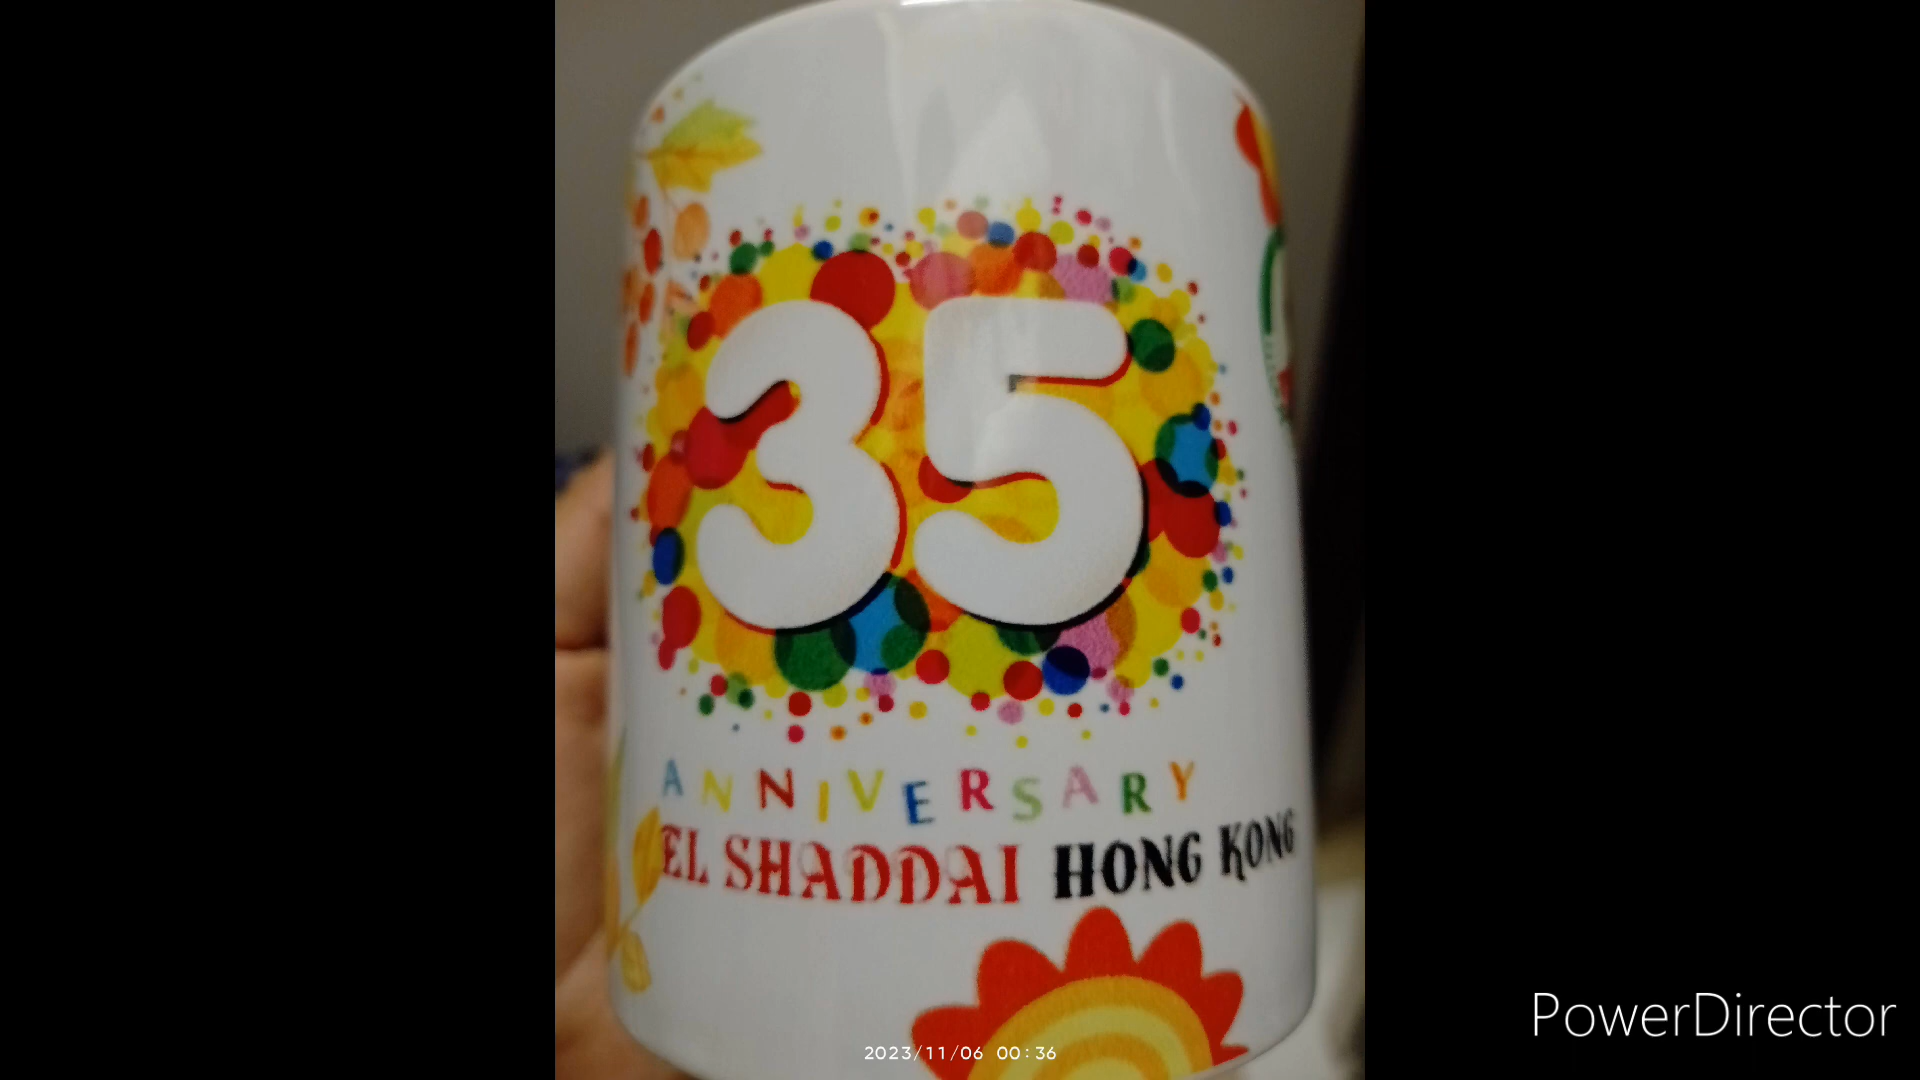 35
ANNIVERSARY
EL SHADDAI HONG KONG
2023/11/06 00:36
PowerDirector